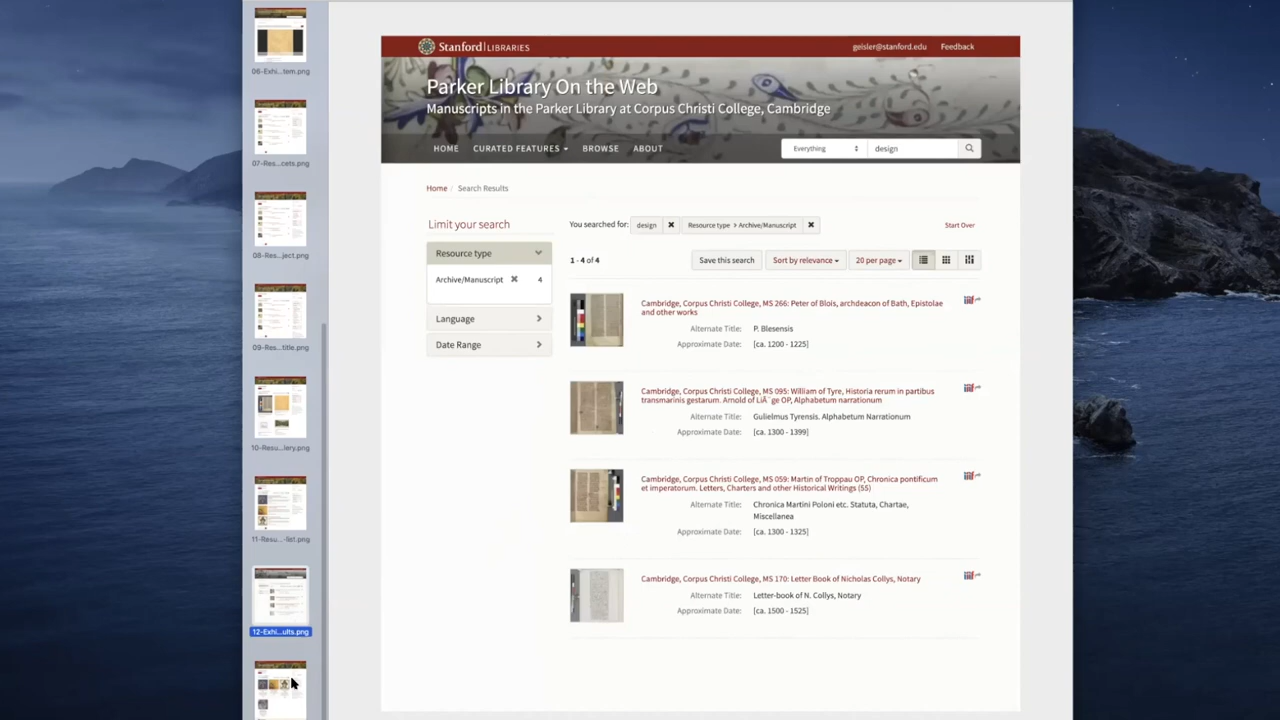 06-Exhi...tem.png
07-Res...cets.png
08-Res...ject.png
09-Res...title.png
10-Resu...lery.png
11-Resu...-list.png
12-Exhi...ults.png
Stanford | LIBRARIES
geisler@stanford.edu Feedback
Parker Library On the Web
Manuscripts in the Parker Library at Corpus Christi College, Cambridge
HOME CURATED FEATURES BROWSE ABOUT
Everything design
Home / Search Results
Limit your search
Resource type
Archive/Manuscript 4
Language
Date Range
You searched for: design Resource type > Archive/Manuscript Start Over
1 - 4 of 4 Save this search Sort by relevance 20 per page
Cambridge, Corpus Christi College, MS 266: Peter of Blois, archdeacon of Bath, Epistolae
and other works
iiif
Alternate Title: P. Blesensis
Approximate Date: [ca. 1200 - 1225]
Cambridge, Corpus Christi College, MS 095: William of Tyre, Historia rerum in partibus
transmarinis gestarum. Arnold of LiÃ¨ge OP, Alphabetum narrationum
iiif
Alternate Title: Gulielmus Tyrensis. Alphabetum Narrationum
Approximate Date: [ca. 1300 - 1399]
Cambridge, Corpus Christi College, MS 059: Martin of Troppau OP, Chronica pontificum
et imperatorum. Letters, Charters and other Historical Writings (55)
iiif
Alternate Title: Chronica Martini Poloni etc. Statuta, Chartae,
Miscellanea
Approximate Date: [ca. 1300 - 1325]
Cambridge, Corpus Christi College, MS 170: Letter Book of Nicholas Collys, Notary
iiif
Alternate Title: Letter-book of N. Collys, Notary
Approximate Date: [ca. 1500 - 1525]